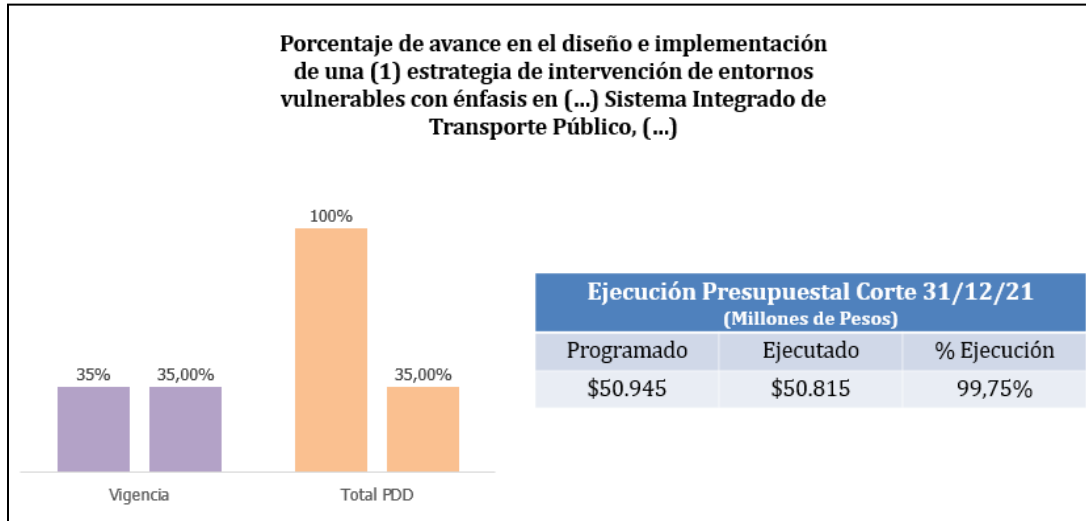 Porcentaje de avance en el diseño e implementación
de una (1) estrategia de intervención de entornos
vulnerables con énfasis en (...) Sistema Integrado de
Transporte Público, (...)
100%
35% 35,00% 35,00%
Vigencia Total PDD
Ejecución Presupuestal Corte 31/12/21
(Millones de Pesos)
Programado Ejecutado % Ejecución
$50.945 $50.815 99,75%